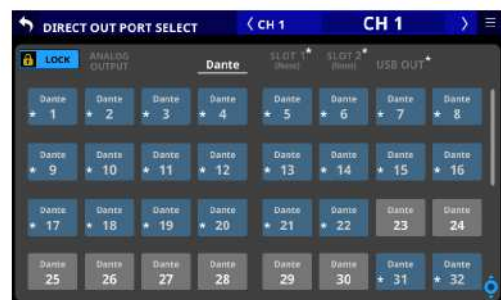 DIRECT OUT PORT SELECT
CH 1
CH 1
LOCK
ANALOG
OUTPUT
Dante
SLOT 1*
(None)
SLOT 2*
(None)
USB OUT*
Dante Dante Dante Dante Dante Dante Dante Dante
* 1 * 2 * 3 * 4 * 5 * 6 * 7 * 8
Dante Dante Dante Dante Dante Dante Dante Dante
* 9 * 10 * 11 * 12 * 13 * 14 * 15 * 16
Dante Dante Dante Dante Dante Dante Dante Dante
* 17 * 18 * 19 * 20 * 21 * 22 23 24
Dante Dante Dante Dante Dante Dante Dante Dante
25 26 27 28 29 30 * 31 * 32